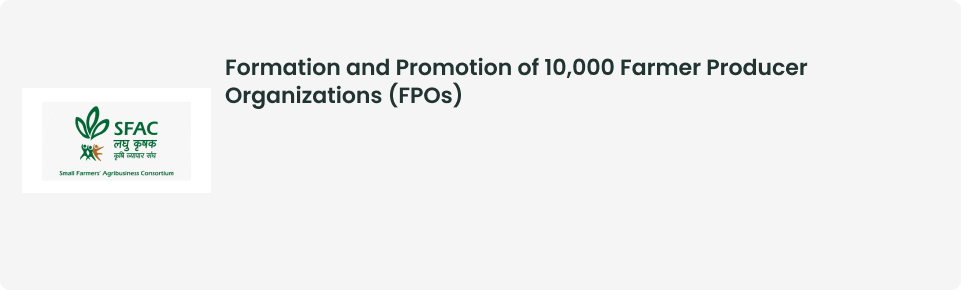 Formation and Promotion of 10,000 Farmer Producer
Organizations (FPOs)
SFAC
लघु कृषक
कृषि व्यापार संघ
Small Farmers' Agribusiness Consortium